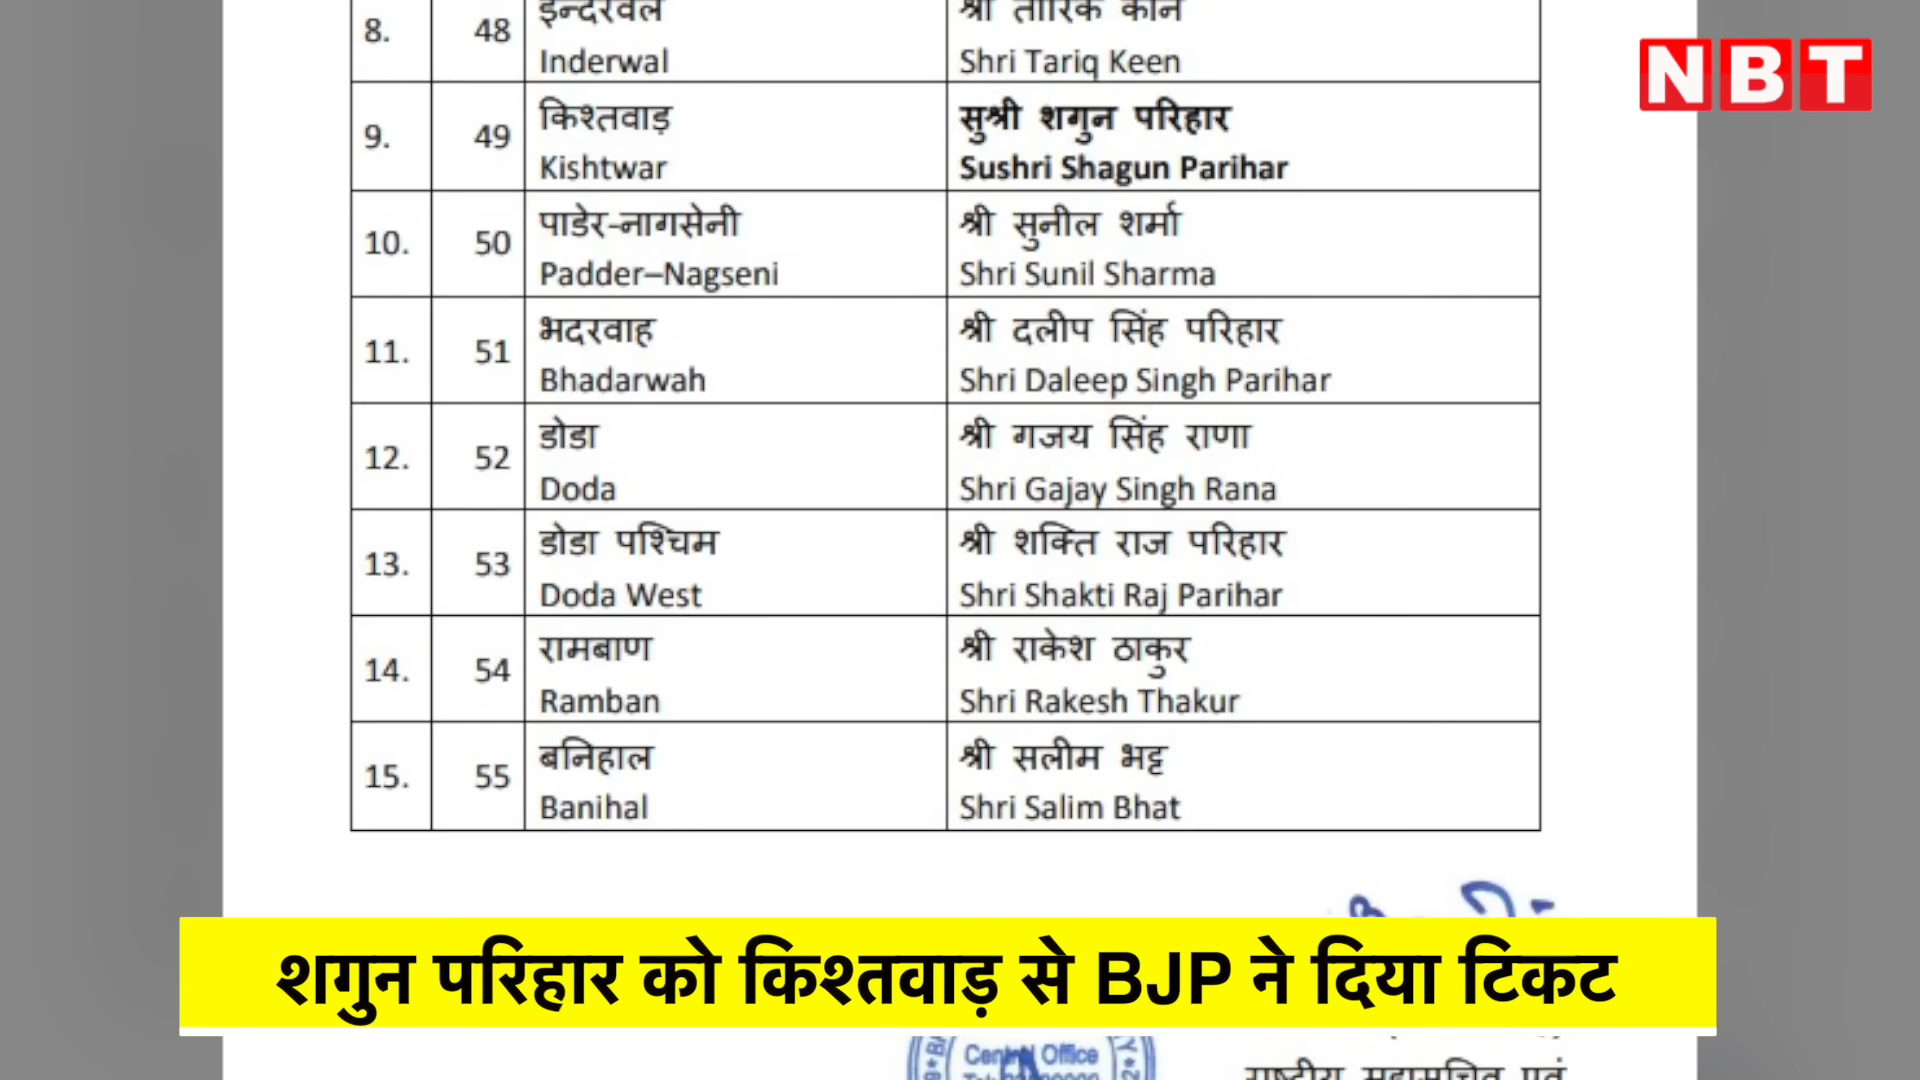 8. 48 इन्दरवल श्री तारिक कीन
Inderwal Shri Tariq Keen
NBT
9. 49 किश्तवाड़ सुश्री शगुन परिहार
Kishtwar Sushri Shagun Parihar
10. 50 पाडेर-नागसेनी श्री सुनील शर्मा
Padder–Nagseni Shri Sunil Sharma
11. 51 भदरवाह श्री दलीप सिंह परिहार
Bhadarwah Shri Daleep Singh Parihar
12. 52 डोडा श्री गजय सिंह राणा
Doda Shri Gajay Singh Rana
13. 53 डोडा पश्चिम श्री शक्ति राज परिहार
Doda West Shri Shakti Raj Parihar
14. 54 रामबाण श्री राकेश ठाकुर
Ramban Shri Rakesh Thakur
15. 55 बनिहाल श्री सलीम भट्ट
Banihal Shri Salim Bhat
शगुन परिहार को किश्तवाड़ से BJP ने दिया टिकट
Central Office
राष्ट्रीय महासचिव एवं